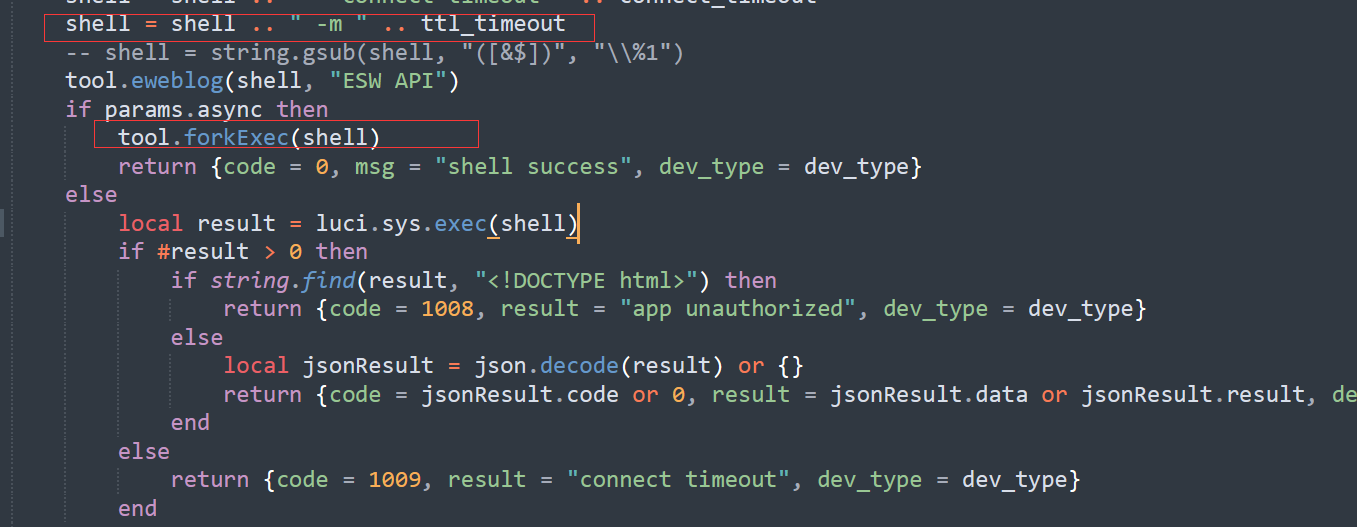 shell = shell .. " -m " .. ttl_timeout
-- shell = string.gsub(shell, "([&$])", "\\%1")
tool.eweblog(shell, "ESW API")
if params.async then
tool.forkExec(shell)
return {code = 0, msg = "shell success", dev_type = dev_type}
else
local result = luci.sys.exec(shell)
if #result > 0 then
if string.find(result, "<!DOCTYPE html>") then
return {code = 1008, result = "app unauthorized", dev_type = dev_type}
else
local jsonResult = json.decode(result) or {}
return {code = jsonResult.code or 0, result = jsonResult.data or jsonResult.result, de
end
else
return {code = 1009, result = "connect timeout", dev_type = dev_type}
end